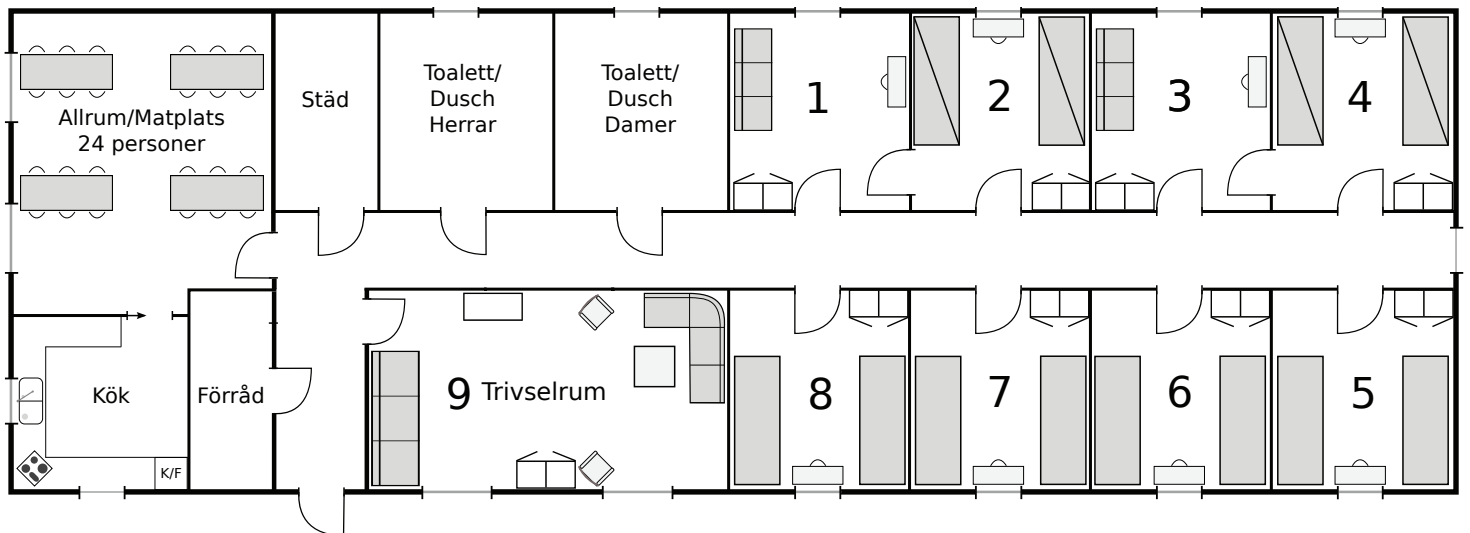 Allrum/Matplats
24 personer
Städ
Toalett/
Dusch
Herrar
Toalett/
Dusch
Damer
1
2
3
4
Kök
K/F
Förråd
9 Trivselrum
8
7
6
5